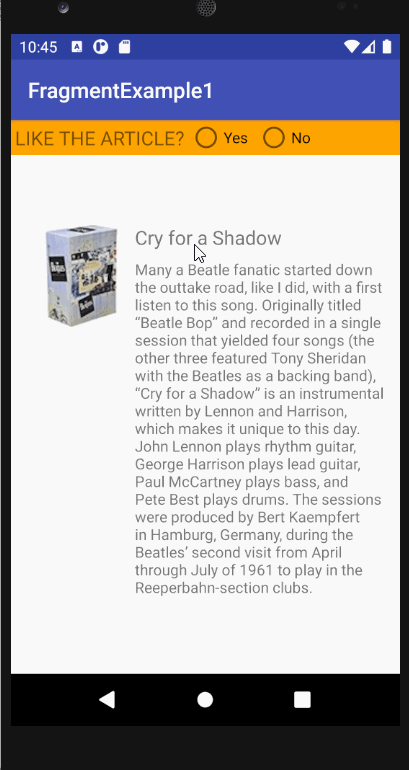 10:45
FragmentExample1
LIKE THE ARTICLE? Yes No
Cry for a Shadow
Many a Beatle fanatic started down
the outtake road, like I did, with a first
listen to this song. Originally titled
“Beatle Bop” and recorded in a single
session that yielded four songs (the
other three featured Tony Sheridan
with the Beatles as a backing band),
“Cry for a Shadow” is an instrumental
written by Lennon and Harrison,
which makes it unique to this day.
John Lennon plays rhythm guitar,
George Harrison plays lead guitar,
Paul McCartney plays bass, and
Pete Best plays drums. The sessions
were produced by Bert Kaempfert
in Hamburg, Germany, during the
Beatles’ second visit from April
through July of 1961 to play in the
Reeperbahn-section clubs.